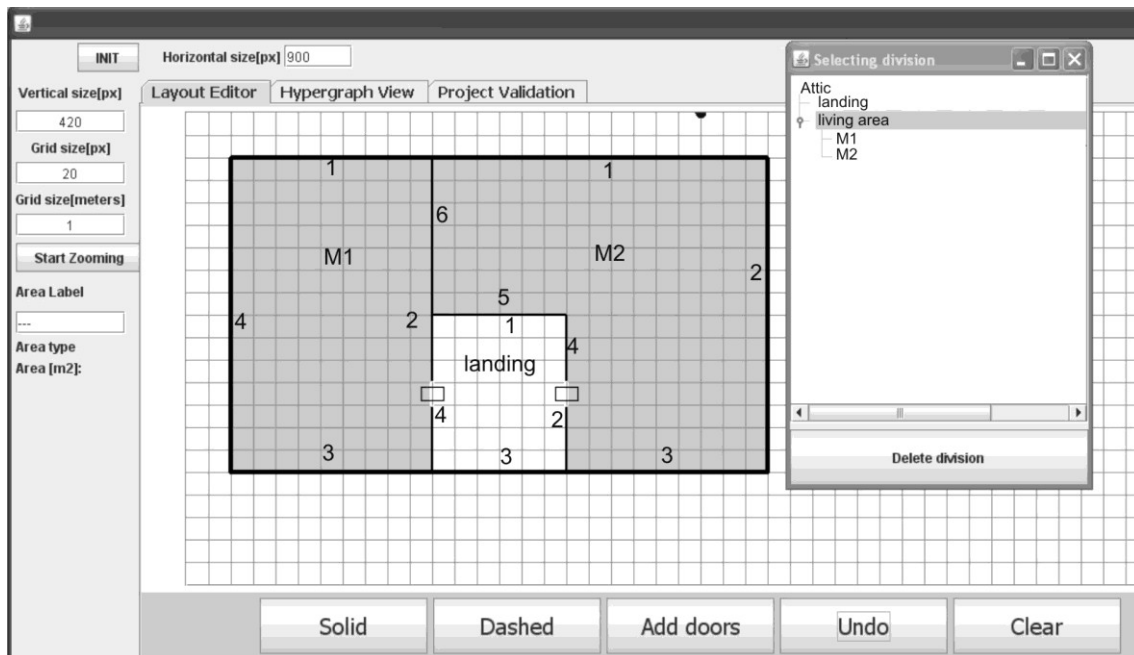 INIT
Horizontal size[px] 900
Vertical size[px]
420
Grid size[px]
20
Grid size[meters]
1
Start Zooming
Area Label
---
Area type
Area [m2]:
Layout Editor Hypergraph View Project Validation
1 1
6
M1 M2
2
5
4 2 1
4
landing
4 2
3 3 3
Selecting division
Attic
landing
living area
M1
M2
Delete division
Solid Dashed Add doors Undo Clear